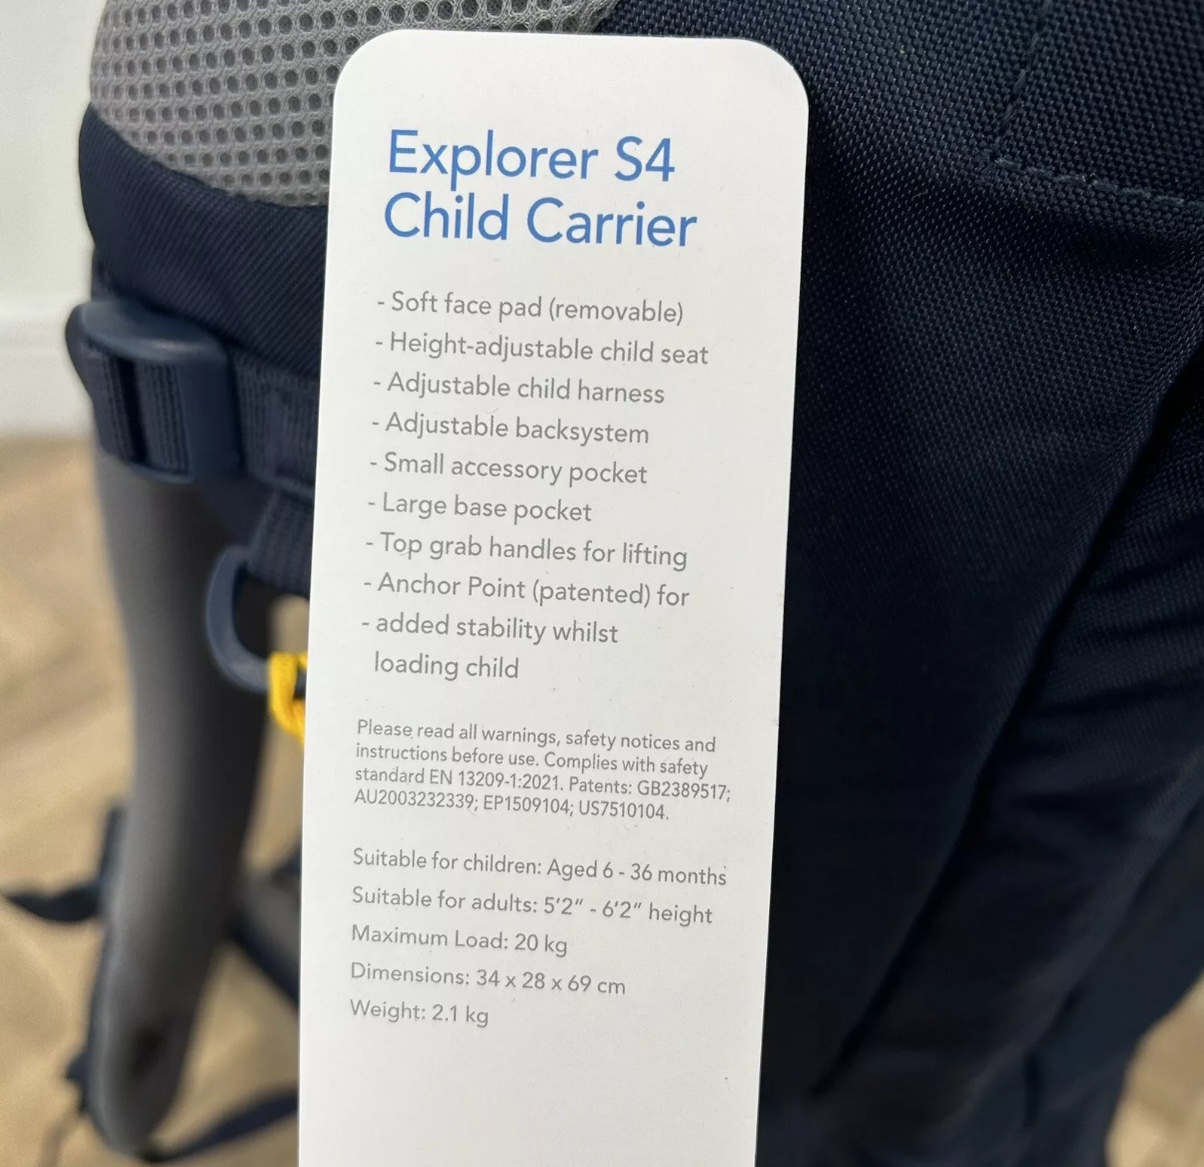 Explorer S4
Child Carrier
- Soft face pad (removable)
- Height-adjustable child seat
- Adjustable child harness
- Adjustable backsystem
- Small accessory pocket
- Large base pocket
- Top grab handles for lifting
- Anchor Point (patented) for
- added stability whilst
loading child
Please read all warnings, safety notices and
instructions before use. Complies with safety
standard EN 13209-1:2021. Patents: GB2389517;
AU2003232339; EP1509104; US7510104.
Suitable for children: Aged 6 - 36 months
Suitable for adults: 5'2" - 6'2" height
Maximum Load: 20 kg
Dimensions: 34 x 28 x 69 cm
Weight: 2.1 kg